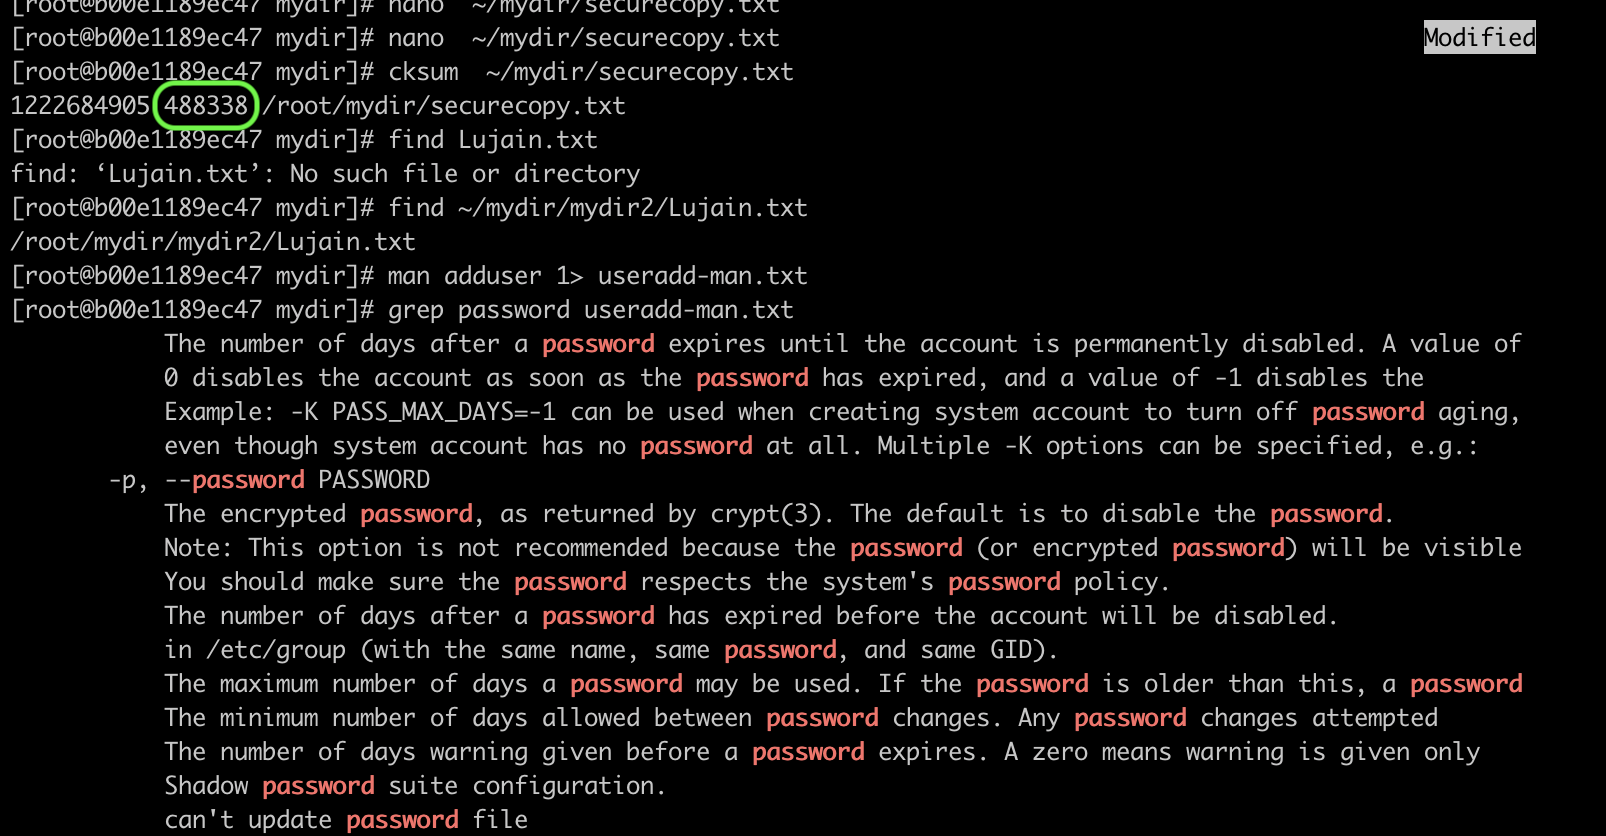 [root@b00e1189ec47 mydir]# nano  ~/mydir/securecopy.txt
[root@b00e1189ec47 mydir]# nano  ~/mydir/securecopy.txt Modified
[root@b00e1189ec47 mydir]# cksum  ~/mydir/securecopy.txt
1222684905 488338 /root/mydir/securecopy.txt
[root@b00e1189ec47 mydir]# find Lujain.txt
find: ‘Lujain.txt’: No such file or directory
[root@b00e1189ec47 mydir]# find ~/mydir/mydir2/Lujain.txt
/root/mydir/mydir2/Lujain.txt
[root@b00e1189ec47 mydir]# man adduser 1> useradd-man.txt
[root@b00e1189ec47 mydir]# grep password useradd-man.txt
The number of days after a password expires until the account is permanently disabled. A value of
0 disables the account as soon as the password has expired, and a value of -1 disables the
Example: -K PASS_MAX_DAYS=-1 can be used when creating system account to turn off password aging,
even though system account has no password at all. Multiple -K options can be specified, e.g.:
-p, --password PASSWORD
The encrypted password, as returned by crypt(3). The default is to disable the password.
Note: This option is not recommended because the password (or encrypted password) will be visible
You should make sure the password respects the system's password policy.
The number of days after a password has expired before the account will be disabled.
in /etc/group (with the same name, same password, and same GID).
The maximum number of days a password may be used. If the password is older than this, a password
The minimum number of days allowed between password changes. Any password changes attempted
The number of days warning given before a password expires. A zero means warning is given only
Shadow password suite configuration.
can't update password file